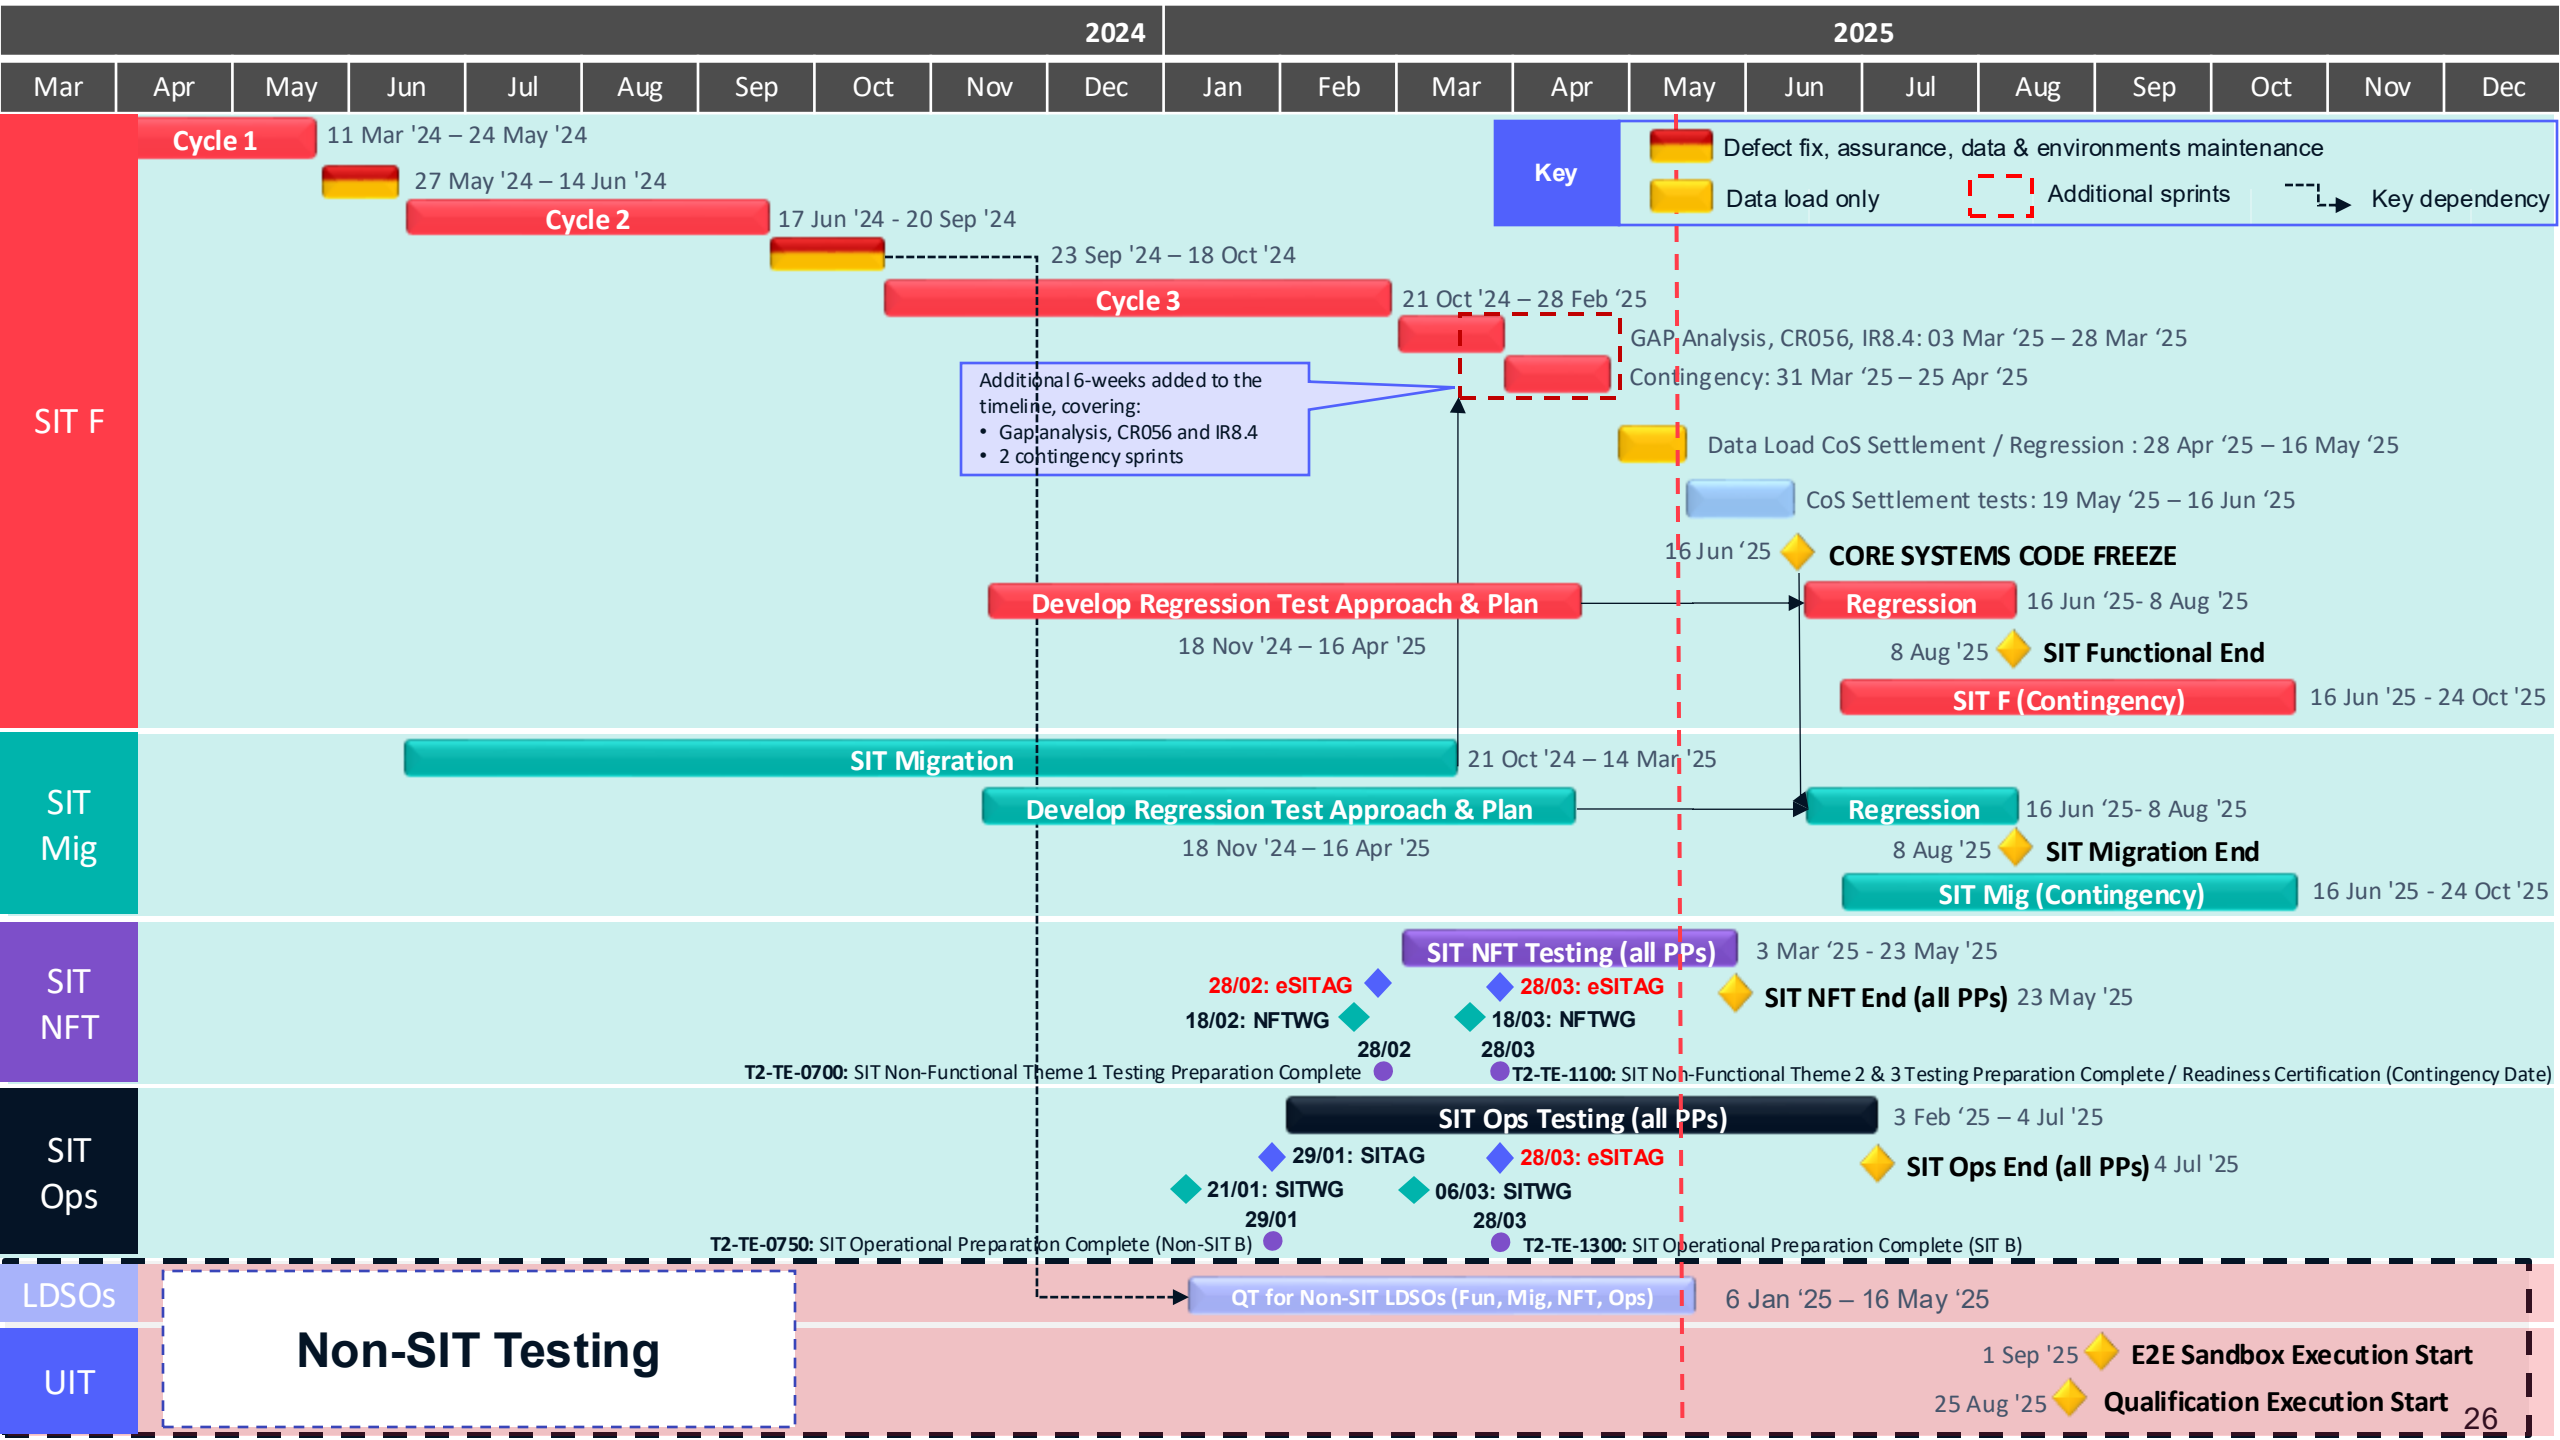 2024
2025
Mar Apr May Jun Jul Aug Sep Oct Nov Dec Jan Feb Mar Apr May Jun Jul Aug Sep Oct Nov Dec
SIT F
Cycle 1
11 Mar '24 – 24 May '24
27 May '24 – 14 Jun '24
Cycle 2
17 Jun '24 - 20 Sep '24
23 Sep '24 – 18 Oct '24
Cycle 3
21 Oct '24 – 28 Feb ‘25
Key
Defect fix, assurance, data & environments maintenance
Data load only
Additional sprints
Key dependency
GAP Analysis, CR056, IR8.4: 03 Mar ‘25 – 28 Mar ‘25
Contingency: 31 Mar ‘25 – 25 Apr ‘25
Additional 6-weeks added to the
timeline, covering:
• Gap analysis, CR056 and IR8.4
• 2 contingency sprints
Data Load CoS Settlement / Regression : 28 Apr ‘25 – 16 May ‘25
CoS Settlement tests: 19 May ‘25 – 16 Jun ‘25
16 Jun ‘25
CORE SYSTEMS CODE FREEZE
Develop Regression Test Approach & Plan
18 Nov '24 – 16 Apr '25
Regression
16 Jun ‘25- 8 Aug '25
8 Aug '25
SIT Functional End
SIT F (Contingency)
16 Jun '25 - 24 Oct '25
SIT
Mig
SIT Migration
21 Oct '24 – 14 Mar '25
Develop Regression Test Approach & Plan
18 Nov '24 – 16 Apr '25
Regression
16 Jun ‘25- 8 Aug '25
8 Aug '25
SIT Migration End
SIT Mig (Contingency)
16 Jun '25 - 24 Oct '25
SIT
NFT
SIT NFT Testing (all PPs)
3 Mar ‘25 - 23 May '25
28/02: eSITAG
28/03: eSITAG
SIT NFT End (all PPs) 23 May '25
18/02: NFTWG
18/03: NFTWG
28/02
28/03
T2-TE-0700: SIT Non-Functional Theme 1 Testing Preparation Complete
T2-TE-1100: SIT Non-Functional Theme 2 & 3 Testing Preparation Complete / Readiness Certification (Contingency Date)
SIT
Ops
SIT Ops Testing (all PPs)
3 Feb ‘25 – 4 Jul '25
29/01: SITAG
28/03: eSITAG
SIT Ops End (all PPs) 4 Jul '25
21/01: SITWG
06/03: SITWG
29/01
28/03
T2-TE-0750: SIT Operational Preparation Complete (Non-SIT B)
T2-TE-1300: SIT Operational Preparation Complete (SIT B)
LDSOs
QT for Non-SIT LDSOs (Fun, Mig, NFT, Ops)
6 Jan ‘25 – 16 May ‘25
Non-SIT Testing
UIT
1 Sep '25
E2E Sandbox Execution Start
25 Aug '25
Qualification Execution Start
26